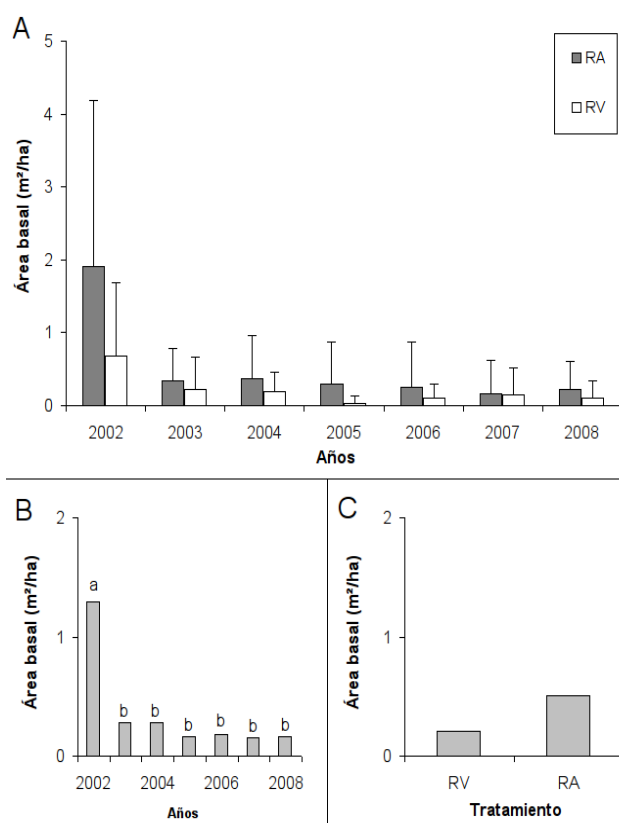 A
5
4
3
2
1
0
Área basal (m²/ha)
RA
RV
2002 2003 2004 2005 2006 2007 2008
Años
B
2
1
0
Área basal (m²/ha)
a
b b b b b b
2002 2004 2006 2008
Años
C
2
1
0
Área basal (m²/ha)
RV RA
Tratamiento